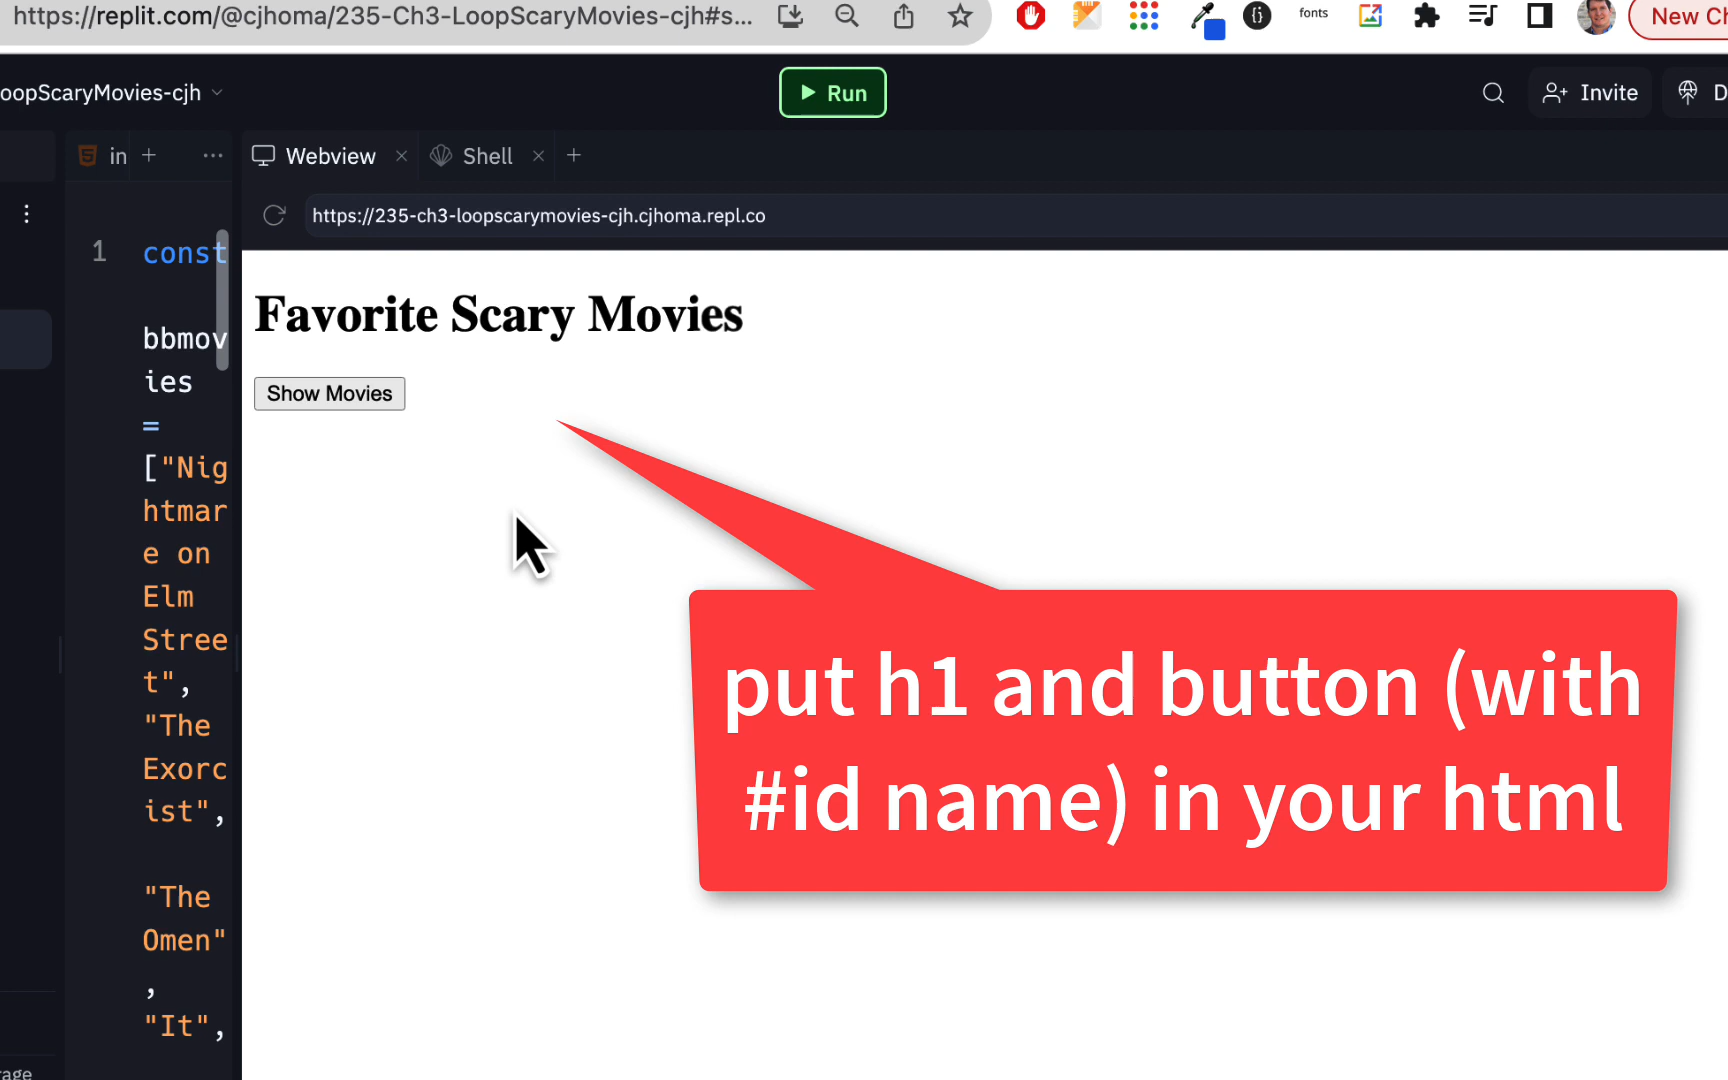 https://replit.com/@cjhoma/235-Ch3-LoopScaryMovies-cjh#s...
fonts
New Ch
oopScaryMovies-cjh
Run
Invite
D
in
Webview
Shell
https://235-ch3-loopscarymovies-cjh.cjhoma.repl.co
1
const
bbmov
ies
=
["Nig
htmar
e on
Elm
Stree
t",
"The
Exorc
ist",
"The
Omen"
,
"It",
rage
Favorite Scary Movies
Show Movies
put h1 and button (with
#id name) in your html